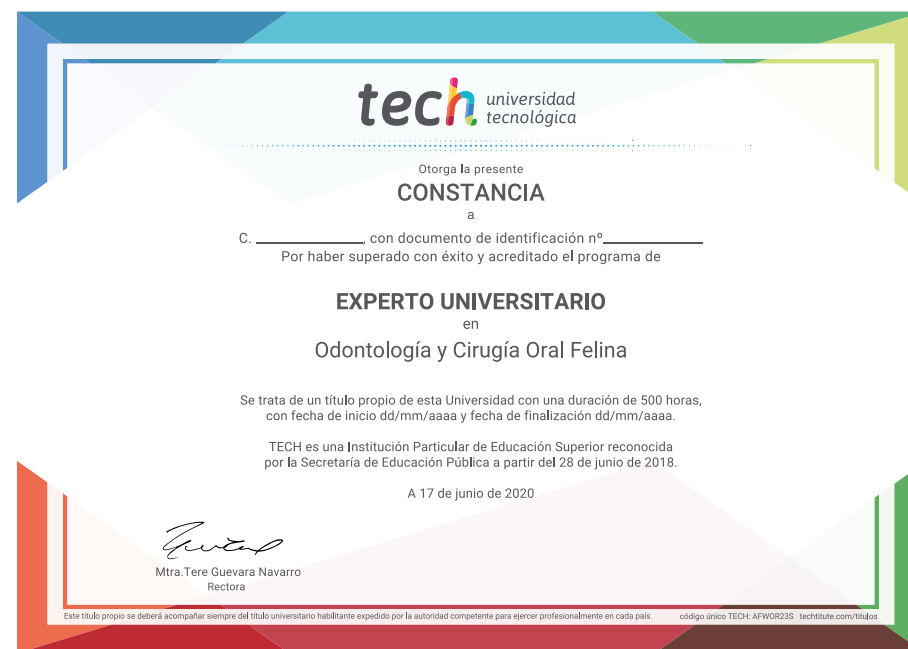 tech universidad
tecnológica
Otorga la presente
CONSTANCIA
a
C. ______________, con documento de identificación nº______________
Por haber superado con éxito y acreditado el programa de
EXPERTO UNIVERSITARIO
en
Odontología y Cirugía Oral Felina
Se trata de un título propio de esta Universidad con una duración de 500 horas,
con fecha de inicio dd/mm/aaaa y fecha de finalización dd/mm/aaaa.
TECH es una Institución Particular de Educación Superior reconocida
por la Secretaría de Educación Pública a partir del 28 de junio de 2018.
A 17 de junio de 2020
Mtra.Tere Guevara Navarro
Rectora
Este título propio se deberá acompañar siempre del título universitario habilitante expedido por la autoridad competente para ejercer profesionalmente en cada país. código único TECH: AFWOR23S techtitute.com/titulos